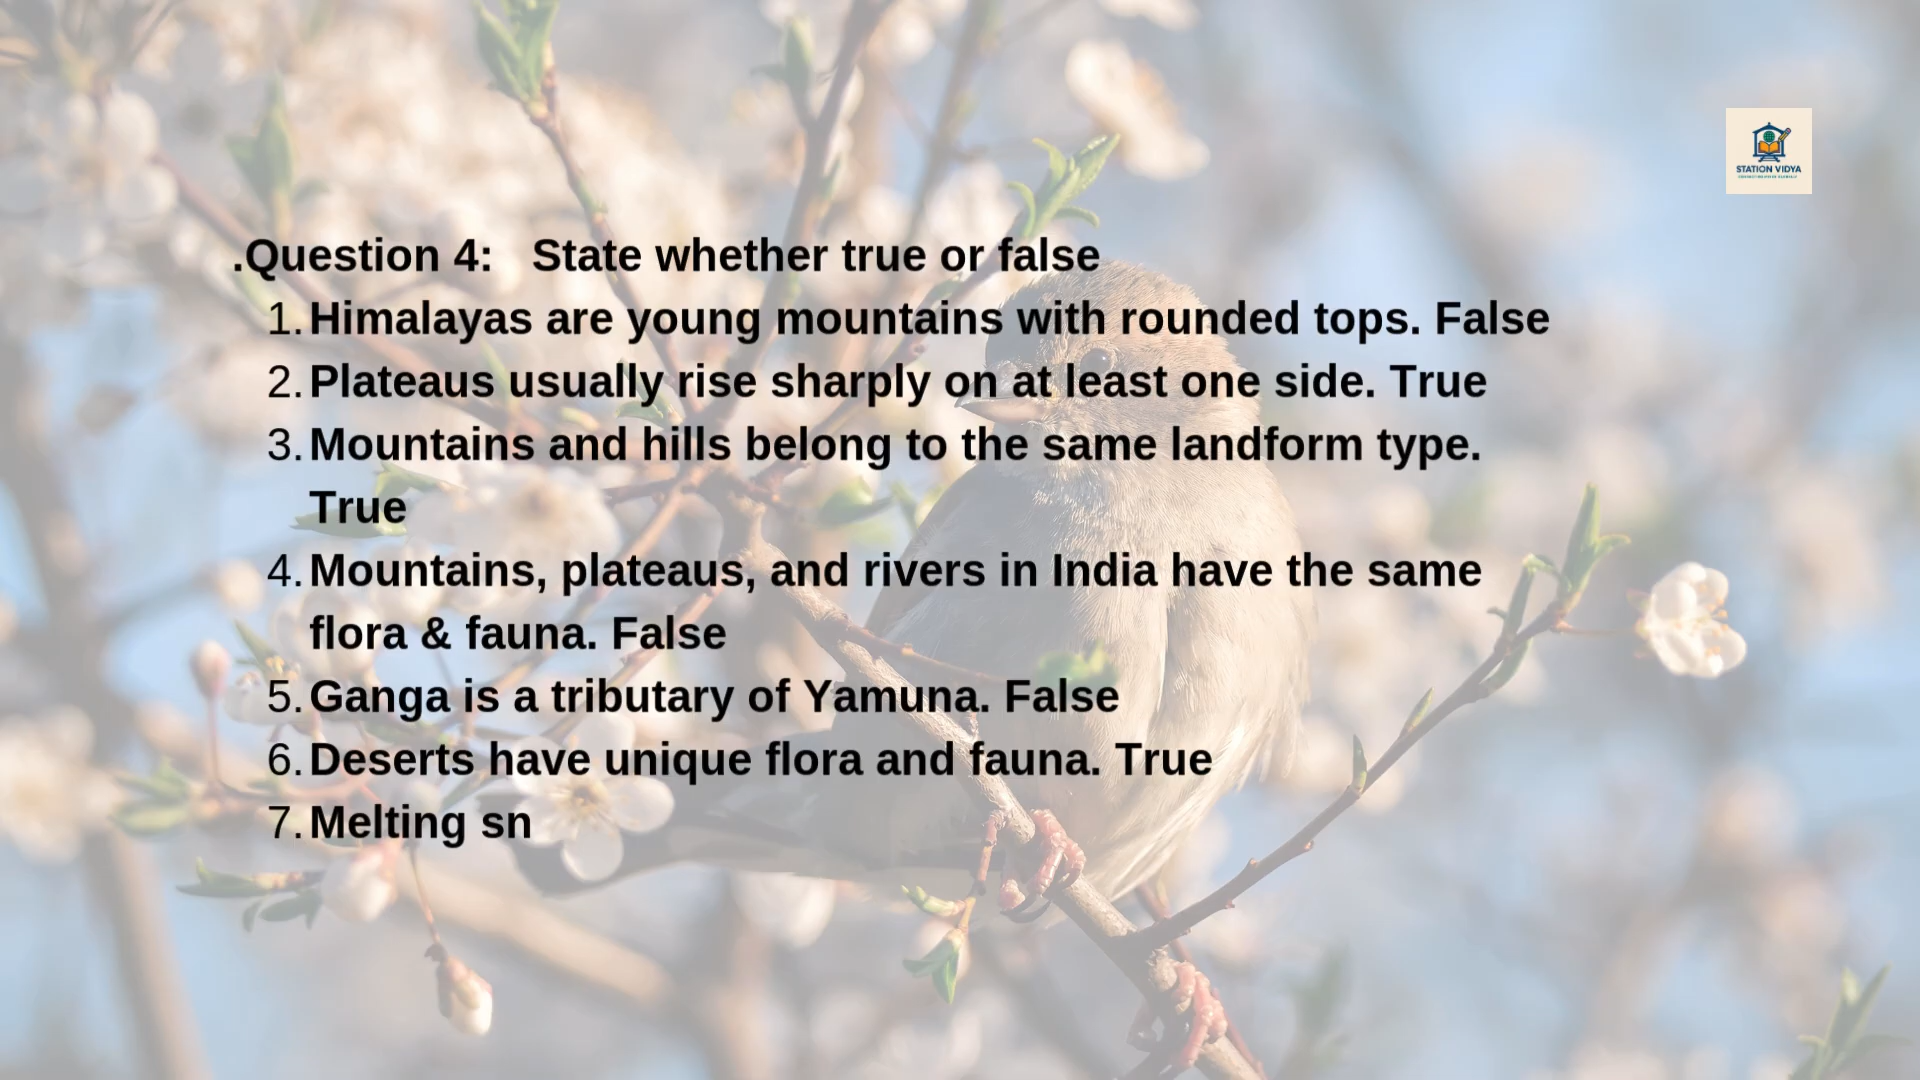 STATION VIDYA
.Question 4: State whether true or false
1. Himalayas are young mountains with rounded tops. False
2. Plateaus usually rise sharply on at least one side. True
3. Mountains and hills belong to the same landform type.
True
4. Mountains, plateaus, and rivers in India have the same
flora & fauna. False
5. Ganga is a tributary of Yamuna. False
6. Deserts have unique flora and fauna. True
7. Melting sn